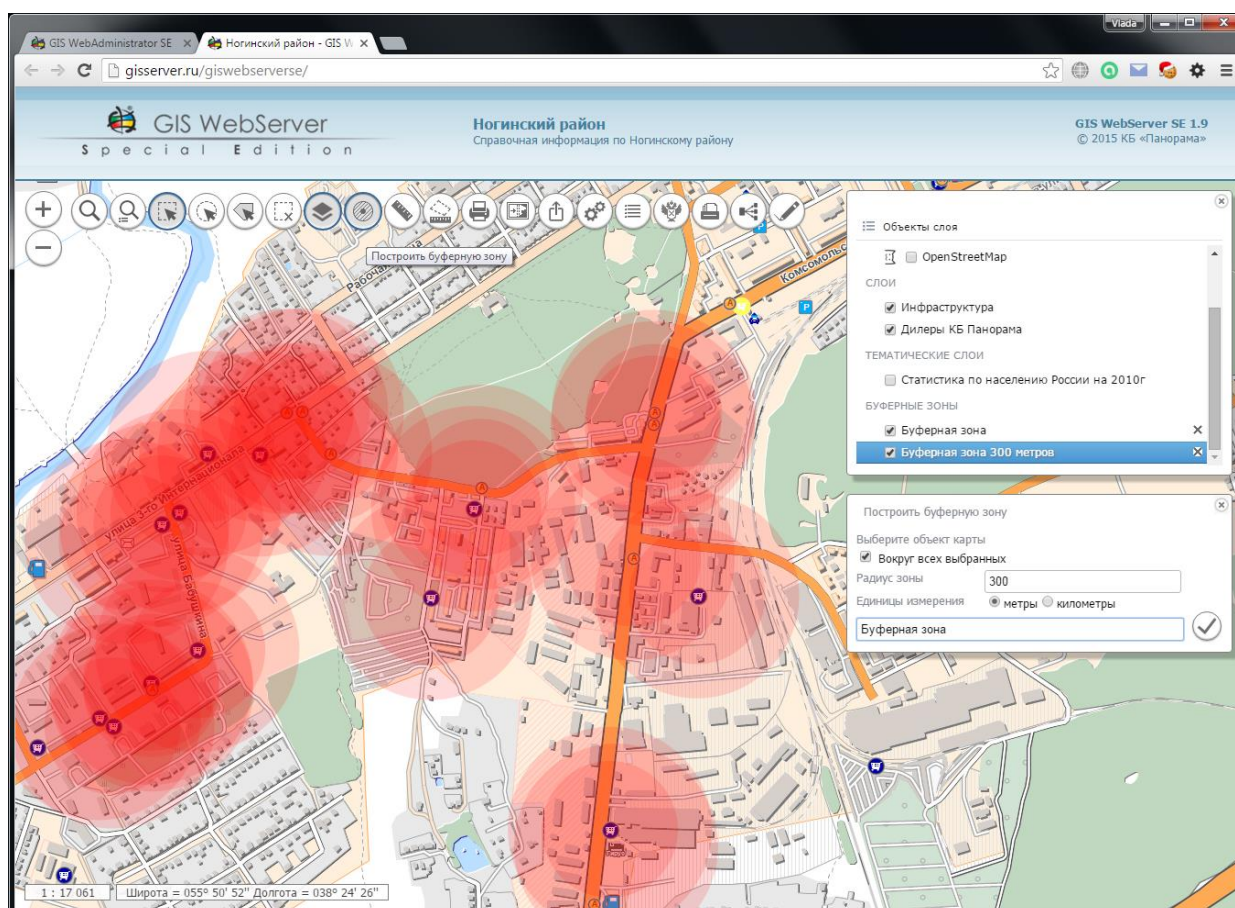 Vlada
GIS WebAdministrator SE
Ногинский район - GIS W
gisserver.ru/giswebserverse/
GIS WebServer
Special Edition
Ногинский район
Справочная информация по Ногинскому району
GIS WebServer SE 1.9
© 2015 КБ «Панорама»
Построить буферную зону
Рабочая
Комсомольс
P
P
улица 3-го Интернационала
улица Бабушкина
Объекты слоя
OpenStreetMap
СЛОИ
Инфраструктура
Дилеры КБ Панорама
ТЕМАТИЧЕСКИЕ СЛОИ
Статистика по населению России на 2010г
БУФЕРНЫЕ ЗОНЫ
Буферная зона
Буферная зона 300 метров
Построить буферную зону
Выберите объект карты
Вокруг всех выбранных
Радиус зоны 300
Единицы измерения метры километры
Буферная зона
1 : 17 061 Широта = 055° 50' 52'' Долгота = 038° 24' 26''